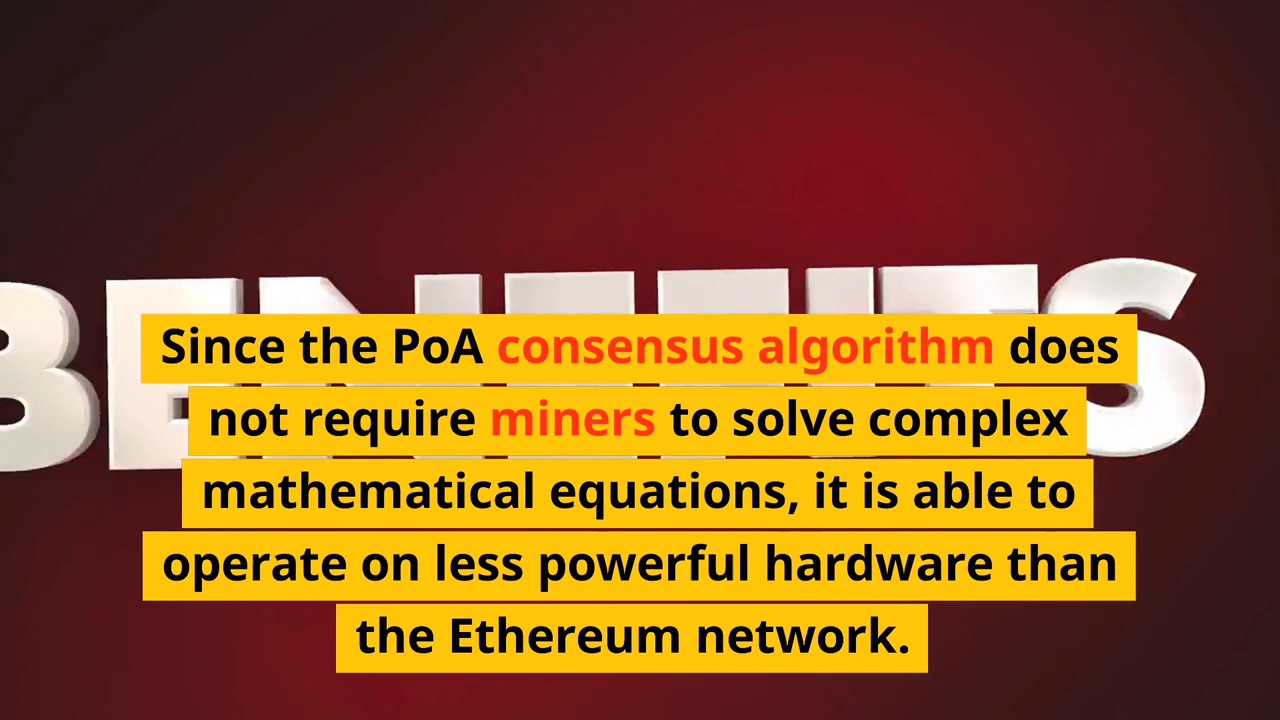 BENEFITS
Since the PoA consensus algorithm does
not require miners to solve complex
mathematical equations, it is able to
operate on less powerful hardware than
the Ethereum network.